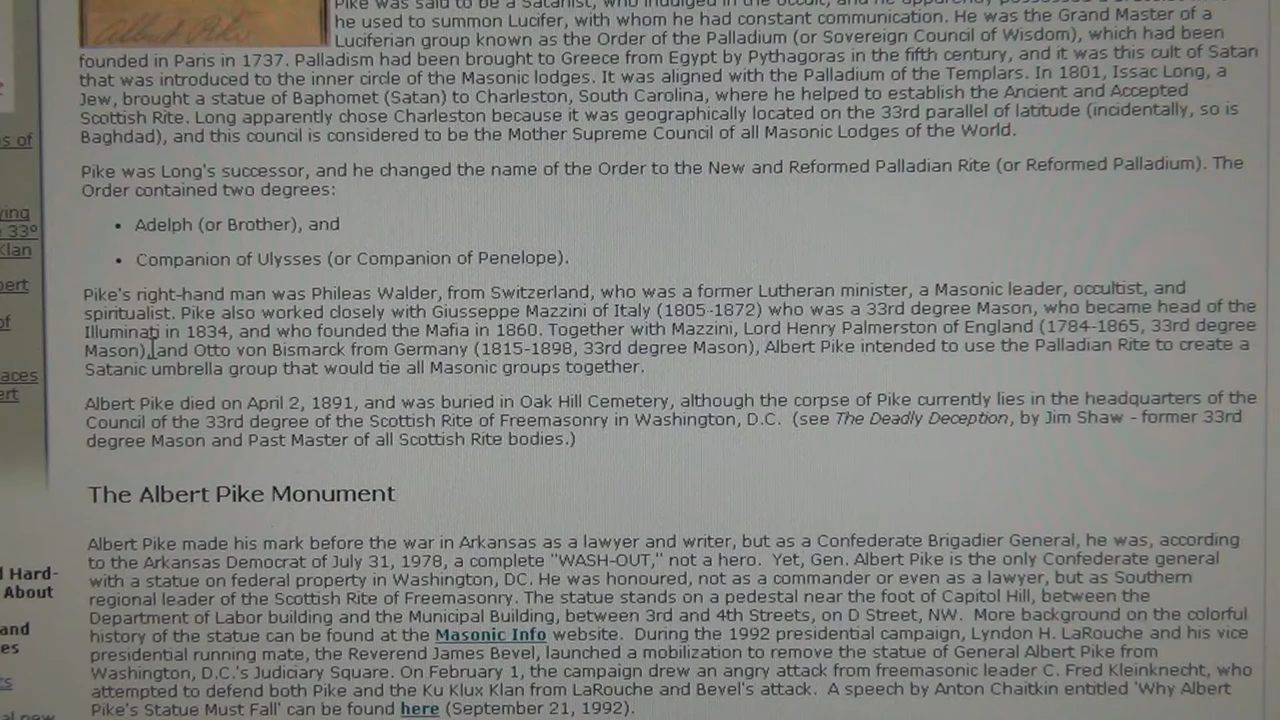 Albert Pike
Pike was said to be a Satanist, who indulged in the occult, and he apparently possessed a
he used to summon Lucifer, with whom he had constant communication. He was the Grand Master of a
Luciferian group known as the Order of the Palladium (or Sovereign Council of Wisdom), which had been
founded in Paris in 1737. Palladism had been brought to Greece from Egypt by Pythagoras in the fifth century, and it was this cult of Satan
that was introduced to the inner circle of the Masonic lodges. It was aligned with the Palladium of the Templars. In 1801, Issac Long, a
Jew, brought a statue of Baphomet (Satan) to Charleston, South Carolina, where he helped to establish the Ancient and Accepted
Scottish Rite. Long apparently chose Charleston because it was geographically located on the 33rd parallel of latitude (incidentally, so is
Baghdad), and this council is considered to be the Mother Supreme Council of all Masonic Lodges of the World.
Pike was Long's successor, and he changed the name of the Order to the New and Reformed Palladian Rite (or Reformed Palladium). The
Order contained two degrees:
• Adelph (or Brother), and
• Companion of Ulysses (or Companion of Penelope).
Pike's right-hand man was Phileas Walder, from Switzerland, who was a former Lutheran minister, a Masonic leader, occultist, and
spiritualist. Pike also worked closely with Giusseppe Mazzini of Italy (1805-1872) who was a 33rd degree Mason, who became head of the
Illuminati in 1834, and who founded the Mafia in 1860. Together with Mazzini, Lord Henry Palmerston of England (1784-1865, 33rd degree
Mason), and Otto von Bismarck from Germany (1815-1898, 33rd degree Mason), Albert Pike intended to use the Palladian Rite to create a
Satanic umbrella group that would tie all Masonic groups together.
Albert Pike died on April 2, 1891, and was buried in Oak Hill Cemetery, although the corpse of Pike currently lies in the headquarters of the
Council of the 33rd degree of the Scottish Rite of Freemasonry in Washington, D.C. (see The Deadly Deception, by Jim Shaw - former 33rd
degree Mason and Past Master of all Scottish Rite bodies.)
The Albert Pike Monument
Albert Pike made his mark before the war in Arkansas as a lawyer and writer, but as a Confederate Brigadier General, he was, according
to the Arkansas Democrat of July 31, 1978, a complete "WASH-OUT," not a hero. Yet, Gen. Albert Pike is the only Confederate general
with a statue on federal property in Washington, DC. He was honoured, not as a commander or even as a lawyer, but as Southern
regional leader of the Scottish Rite of Freemasonry. The statue stands on a pedestal near the foot of Capitol Hill, between the
Department of Labor building and the Municipal Building, between 3rd and 4th Streets, on D Street, NW. More background on the colorful
history of the statue can be found at the Masonic Info website. During the 1992 presidential campaign, Lyndon H. LaRouche and his vice
presidential running mate, the Reverend James Bevel, launched a mobilization to remove the statue of General Albert Pike from
Washington, D.C.'s Judiciary Square. On February 1, the campaign drew an angry attack from freemasonic leader C. Fred Kleinknecht, who
attempted to defend both Pike and the Ku Klux Klan from LaRouche and Bevel's attack. A speech by Anton Chaitkin entitled 'Why Albert
Pike's Statue Must Fall' can be found here (September 21, 1992).
s of
ying
33º
Klan
bert
of
aces
ert
d Hard-
About
and
es
ts
al new